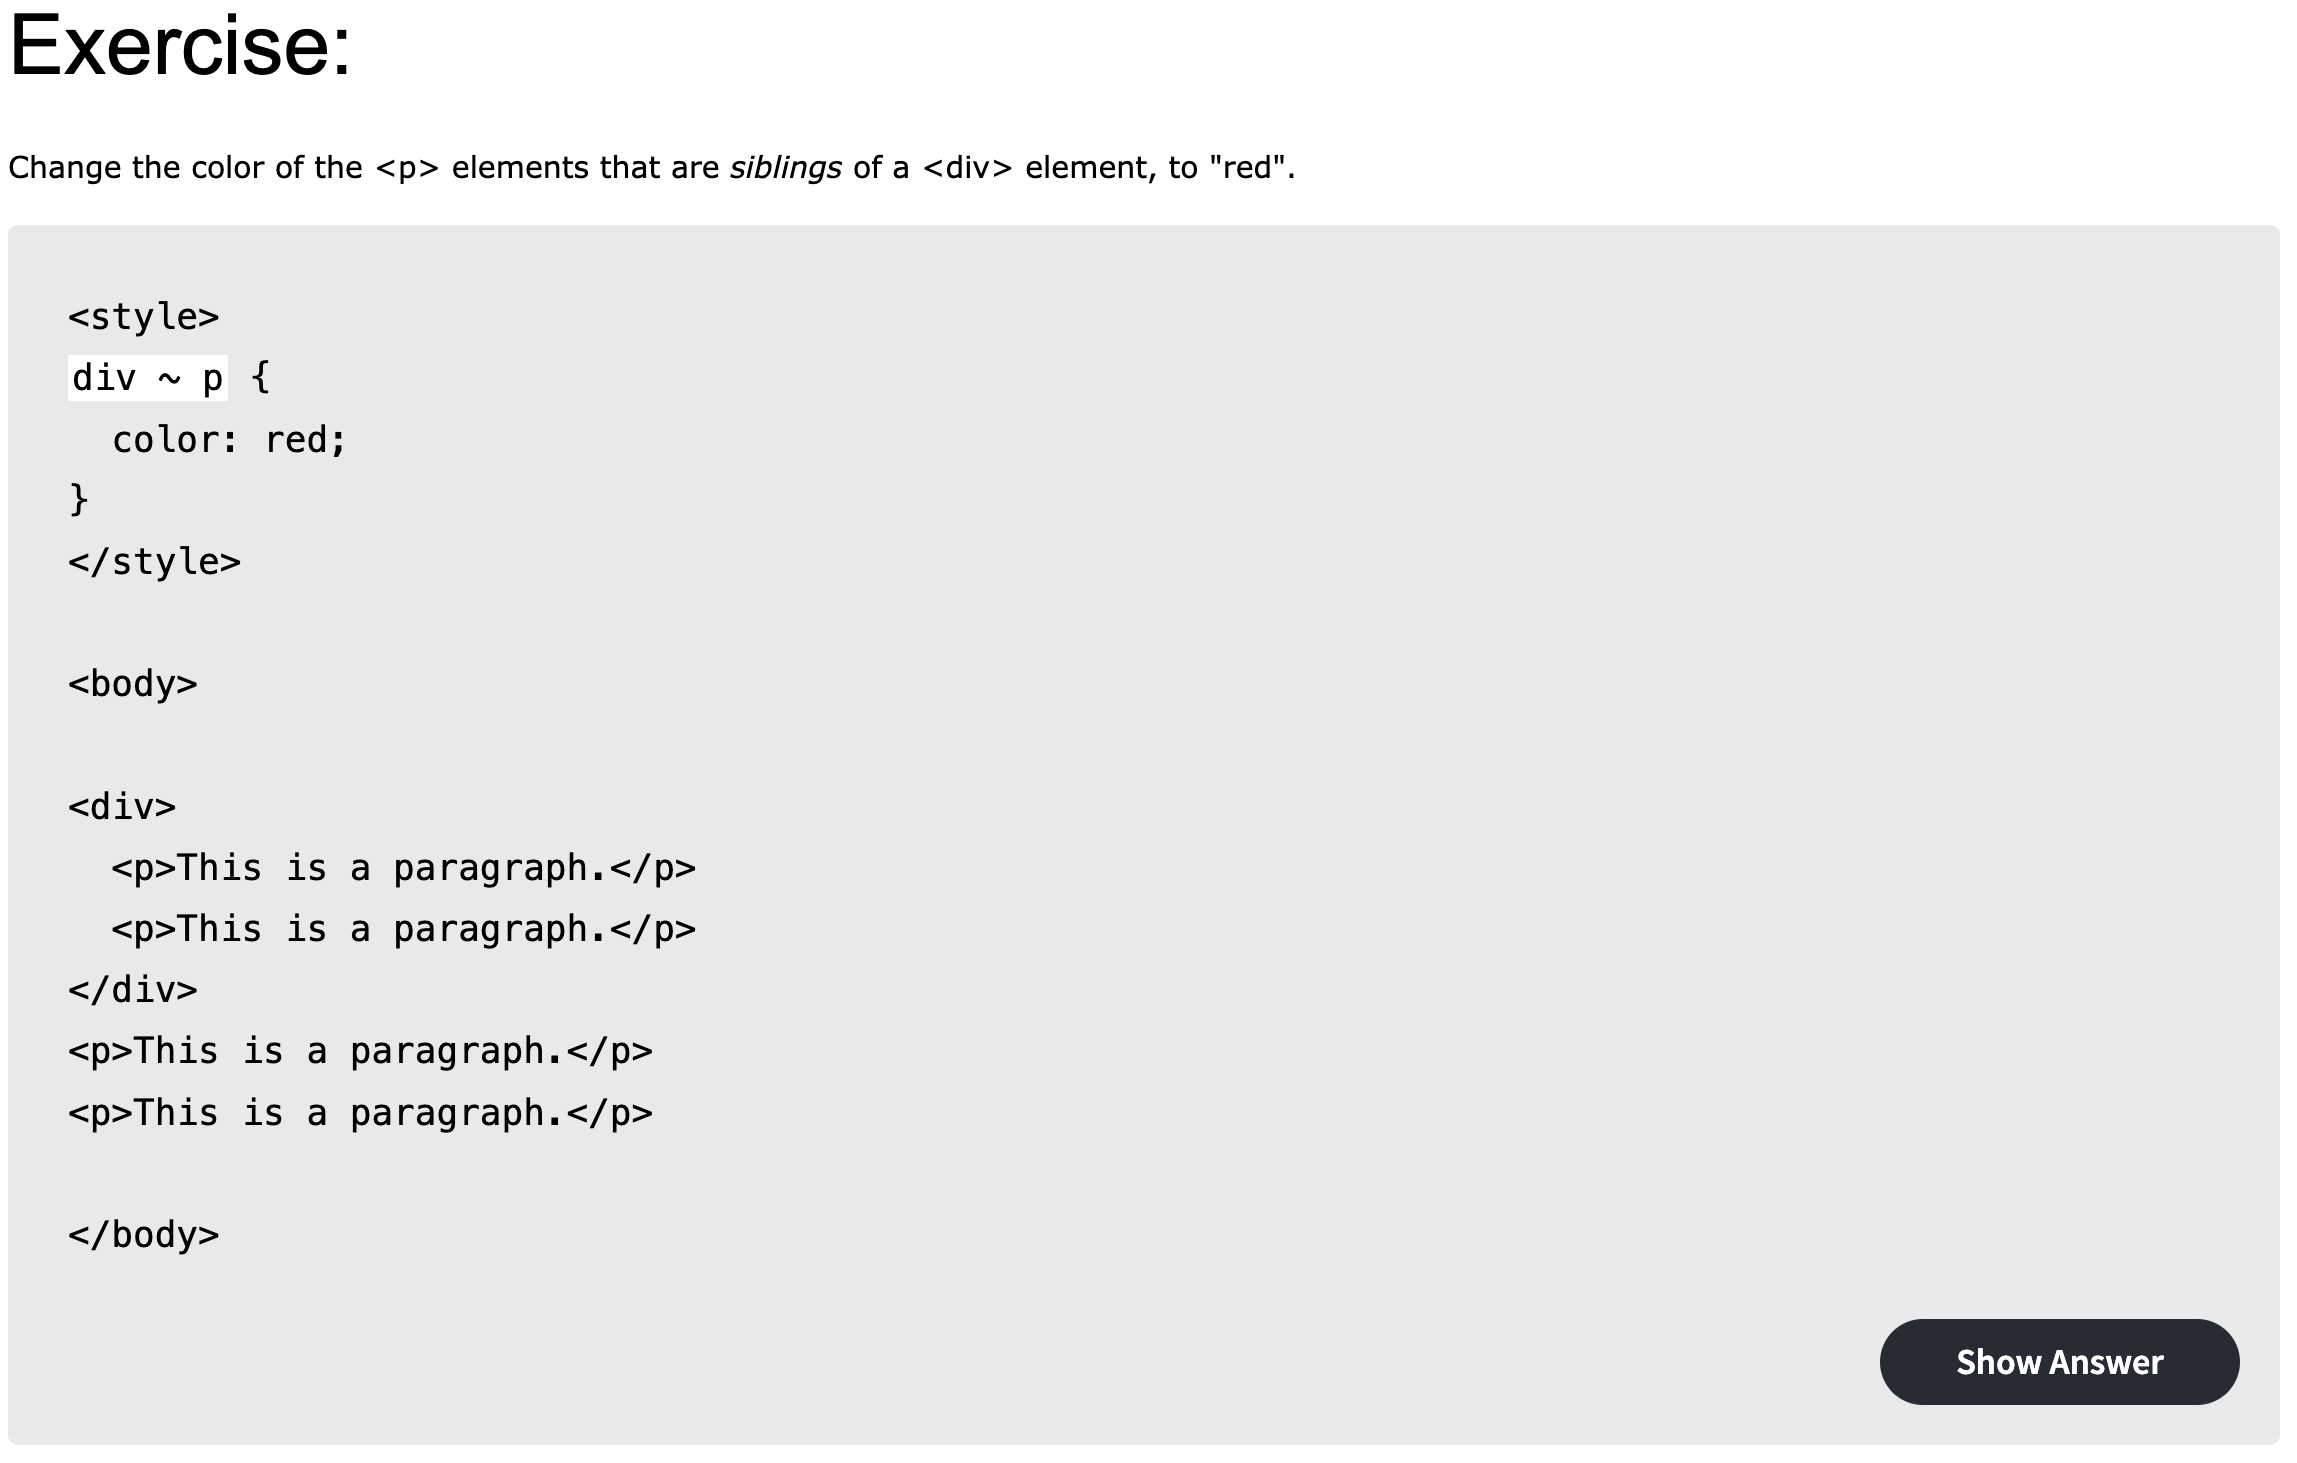 Exercise:
Change the color of the <p> elements that are siblings of a <div> element, to "red".
<style>
div ~ p {
  color: red;
}
</style>
<body>
<div>
  <p>This is a paragraph.</p>
  <p>This is a paragraph.</p>
</div>
<p>This is a paragraph.</p>
<p>This is a paragraph.</p>
</body>
Show Answer